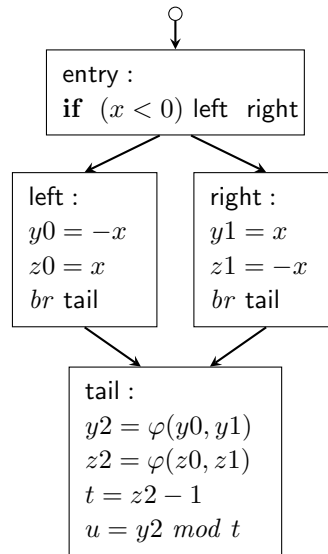 entry :
if (x < 0) left right
left :
y0 = −x
z0 = x
br tail
right :
y1 = x
z1 = −x
br tail
tail :
y2 = φ(y0, y1)
z2 = φ(z0, z1)
t = z2 − 1
u = y2 mod t